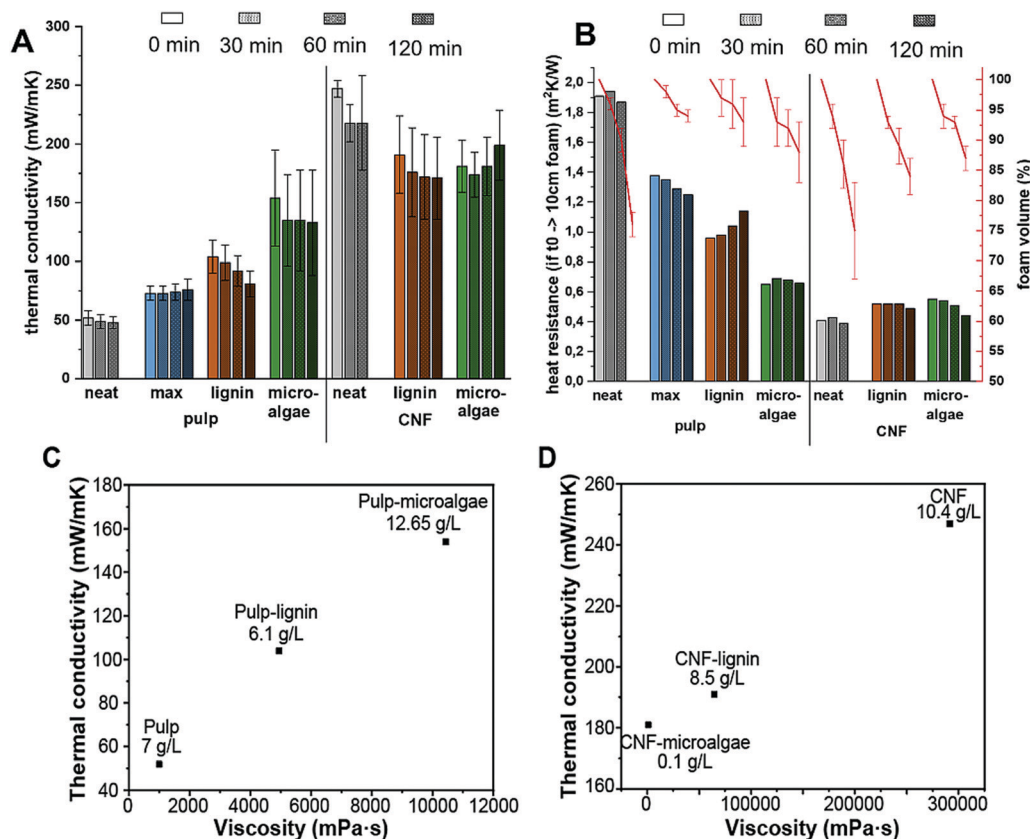 A
0 min 30 min 60 min 120 min
thermal conductivity (mW/mK)
300
250
200
150
100
50
0
neat max lignin micro-
algae neat lignin micro-
algae
pulp CNF
B
0 min 30 min 60 min 120 min
heat resistance (if t0 -> 10cm foam) (m²K/W)
2,0
1,8
1,6
1,4
1,2
1,0
0,8
0,6
0,4
0,2
0,0
100
95
90
85
80
75
70
65
60
55
50
foam volume (%)
neat max lignin micro-
algae neat lignin micro-
algae
pulp CNF
C
Thermal conductivity (mW/mK)
180
160
140
120
100
80
60
40
Pulp-microalgae
12.65 g/L
Pulp-lignin
6.1 g/L
Pulp
7 g/L
0 2000 4000 6000 8000 10000 12000
Viscosity (mPa·s)
D
Thermal conductivity (mW/mK)
260
240
220
200
180
160
CNF
10.4 g/L
CNF-lignin
8.5 g/L
CNF-microalgae
0.1 g/L
0 100000 200000 300000
Viscosity (mPa·s)